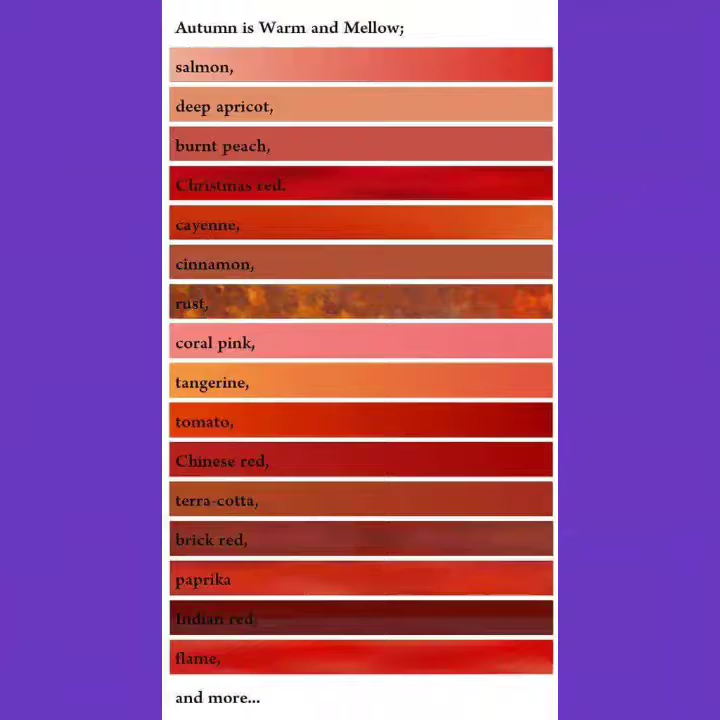 Autumn is Warm and Mellow;
salmon,
deep apricot,
burnt peach,
Christmas red.
cayenne,
cinnamon,
rust,
coral pink,
tangerine,
tomato,
Chinese red,
terra-cotta,
brick red,
paprika
Indian red
flame,
and more...